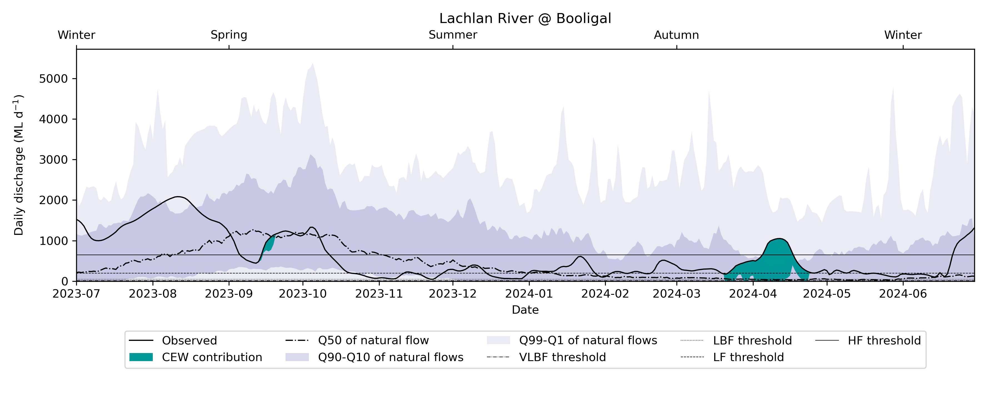 Lachlan River @ Booligal
Winter Spring Summer Autumn Winter
Daily discharge (ML d⁻¹)
5000
4000
3000
2000
1000
0
2023-07 2023-08 2023-09 2023-10 2023-11 2023-12 2024-01 2024-02 2024-03 2024-04 2024-05 2024-06
Date
Observed Q50 of natural flow Q99-Q1 of natural flows LBF threshold HF threshold
CEW contribution Q90-Q10 of natural flows VLBF threshold LF threshold